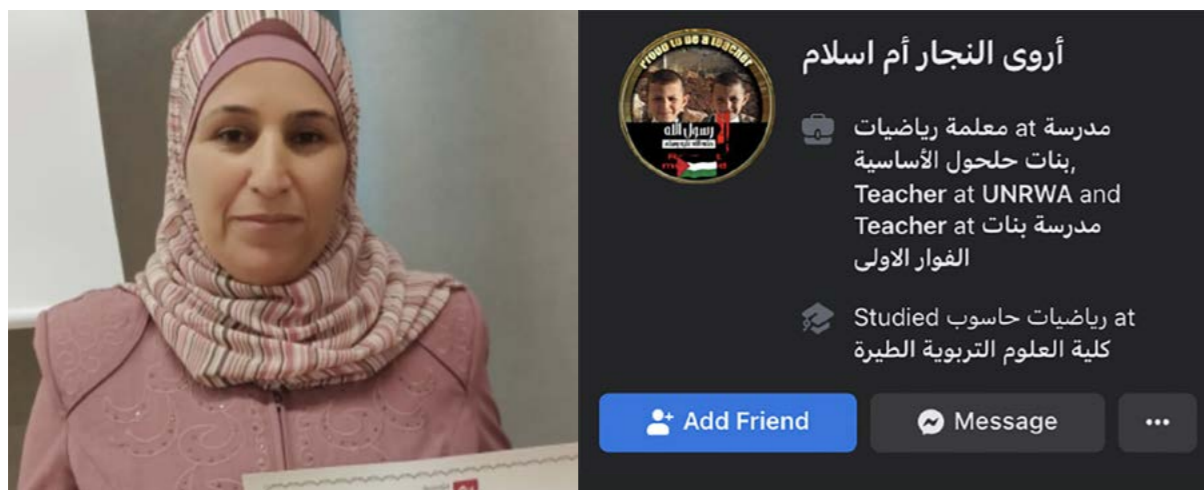 PROUD TO BE A TEACHER
رسول الله
أروى النجار أم اسلام
مدرسة at معلمة رياضيات
بنات حلحول الأساسية,
Teacher at UNRWA and
Teacher at مدرسة بنات
الفوار الاولى
Studied رياضيات حاسوب at
كلية العلوم التربوية الطيرة
Add Friend
Message